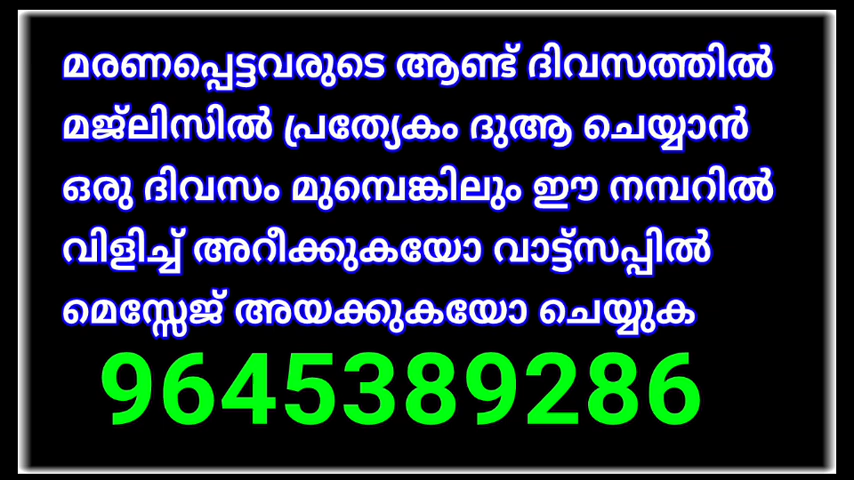 മരണപ്പെട്ടവരുടെ ആണ്ട് ദിവസത്തിൽ
മജ്ലിസിൽ പ്രത്യേകം ദുആ ചെയ്യാൻ
ഒരു ദിവസം മുമ്പെങ്കിലും ഈ നമ്പറിൽ
വിളിച്ച് അറീക്കുകയോ വാട്ട്സപ്പിൽ
മെസ്സേജ് അയക്കുകയോ ചെയ്യുക
9645389286